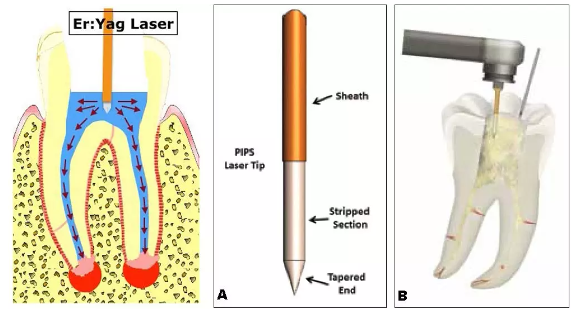 Er:Yag Laser
Sheath
PIPS
Laser Tip
Stripped
Section
Tapered
End
A
B